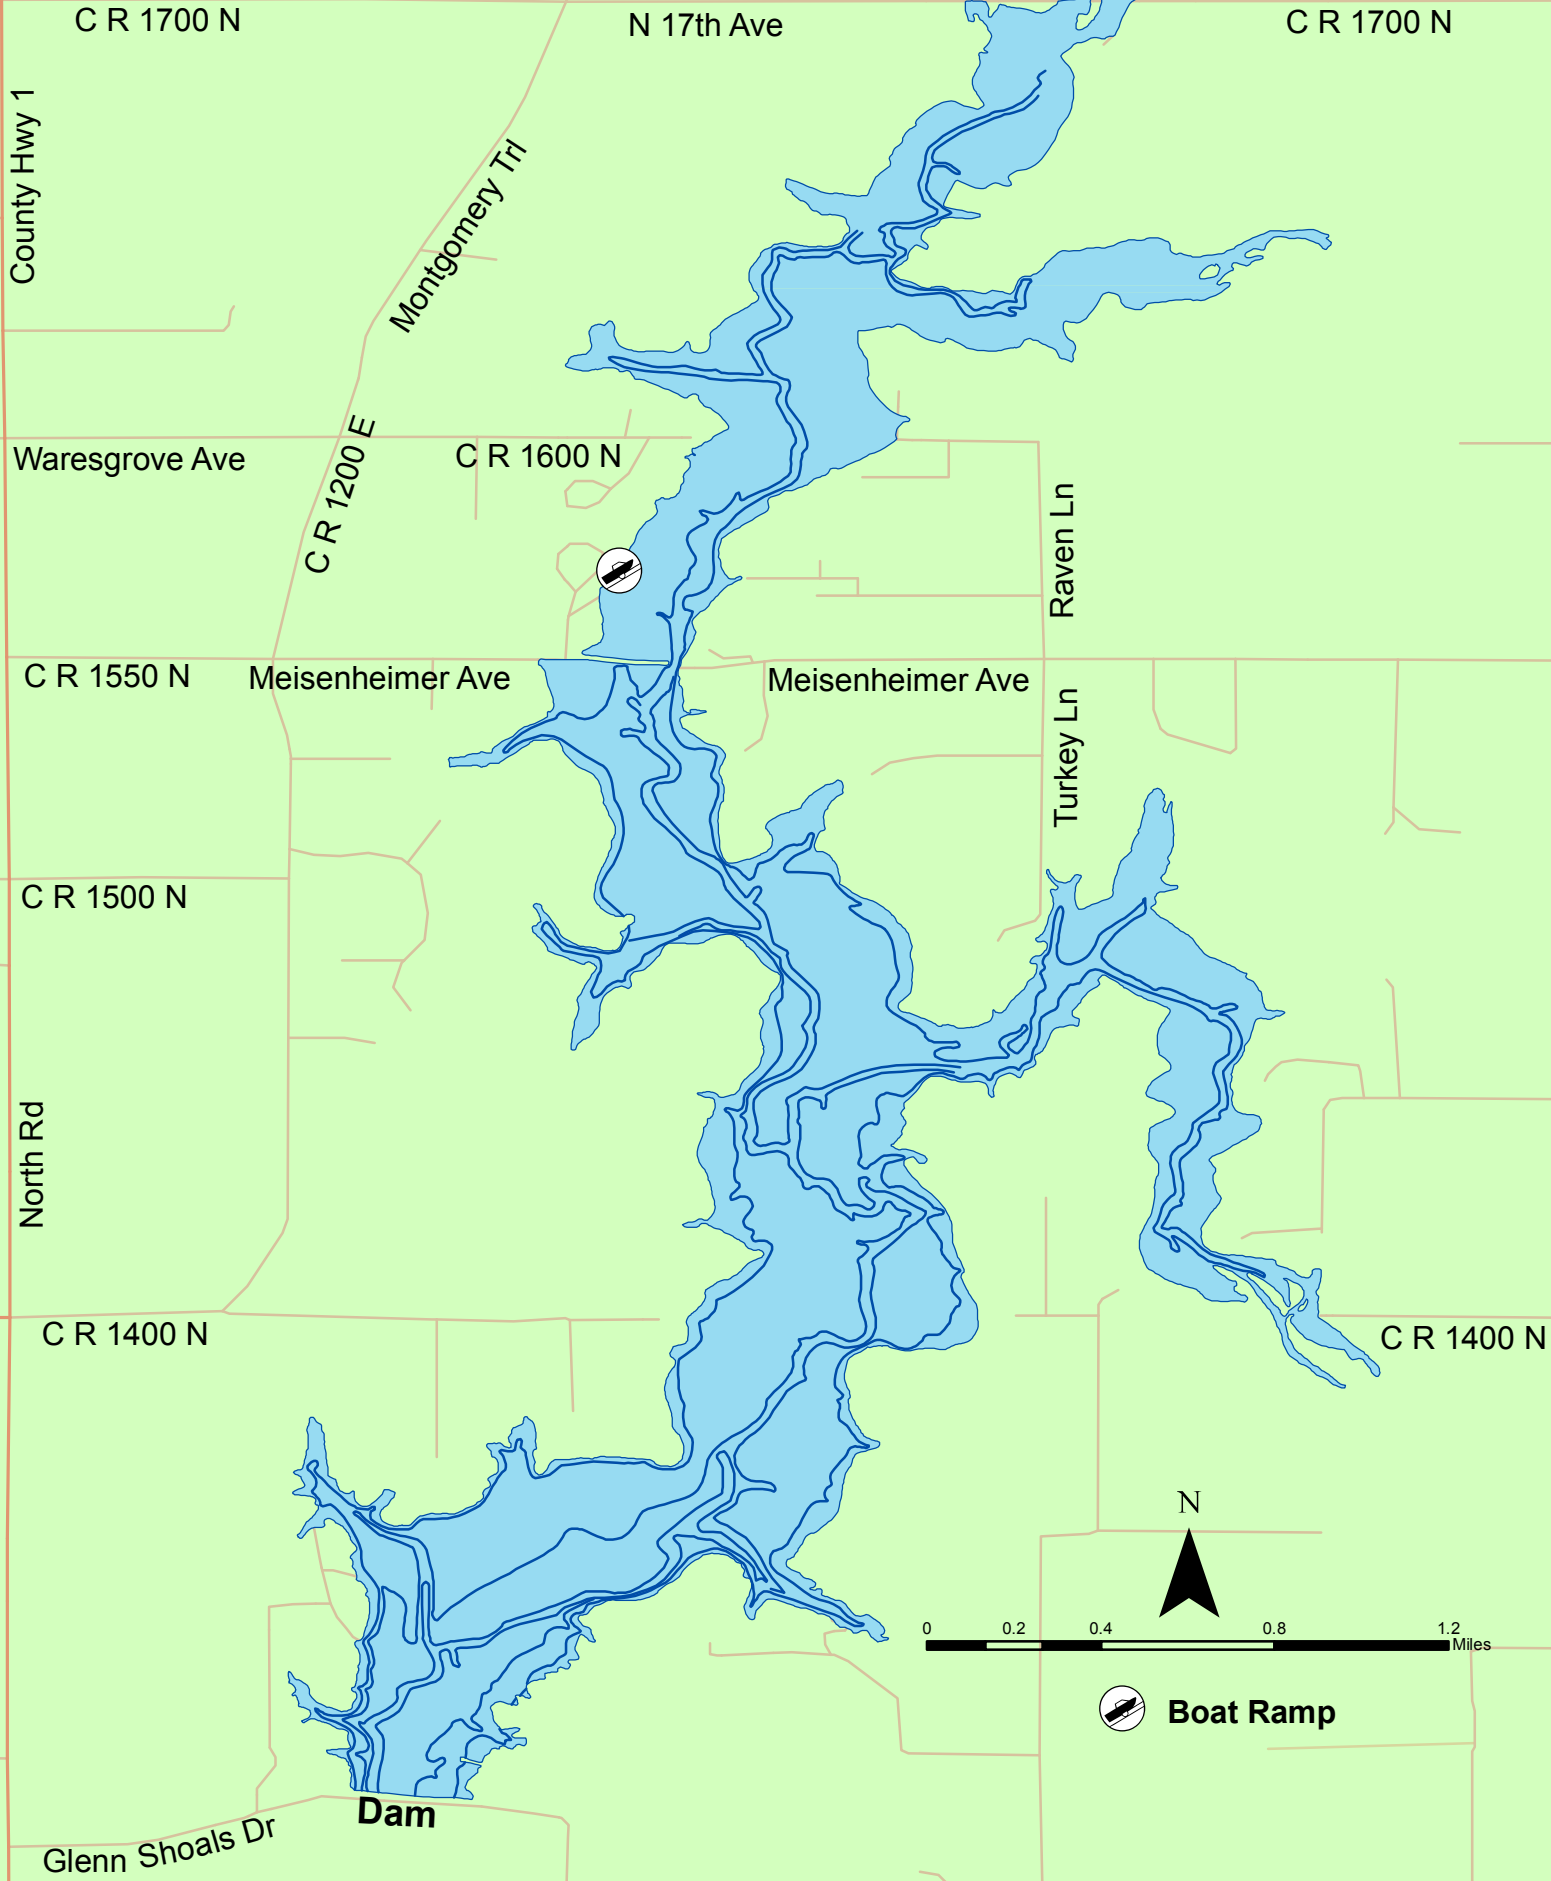 C R 1700 N
N 17th Ave
C R 1700 N
County Hwy 1
Montgomery Trl
Waresgrove Ave
C R 1200 E
C R 1600 N
Raven Ln
C R 1550 N
Meisenheimer Ave
Meisenheimer Ave
Turkey Ln
C R 1500 N
North Rd
C R 1400 N
C R 1400 N
N
0 0.2 0.4 0.8 1.2
Miles
Boat Ramp
Dam
Glenn Shoals Dr